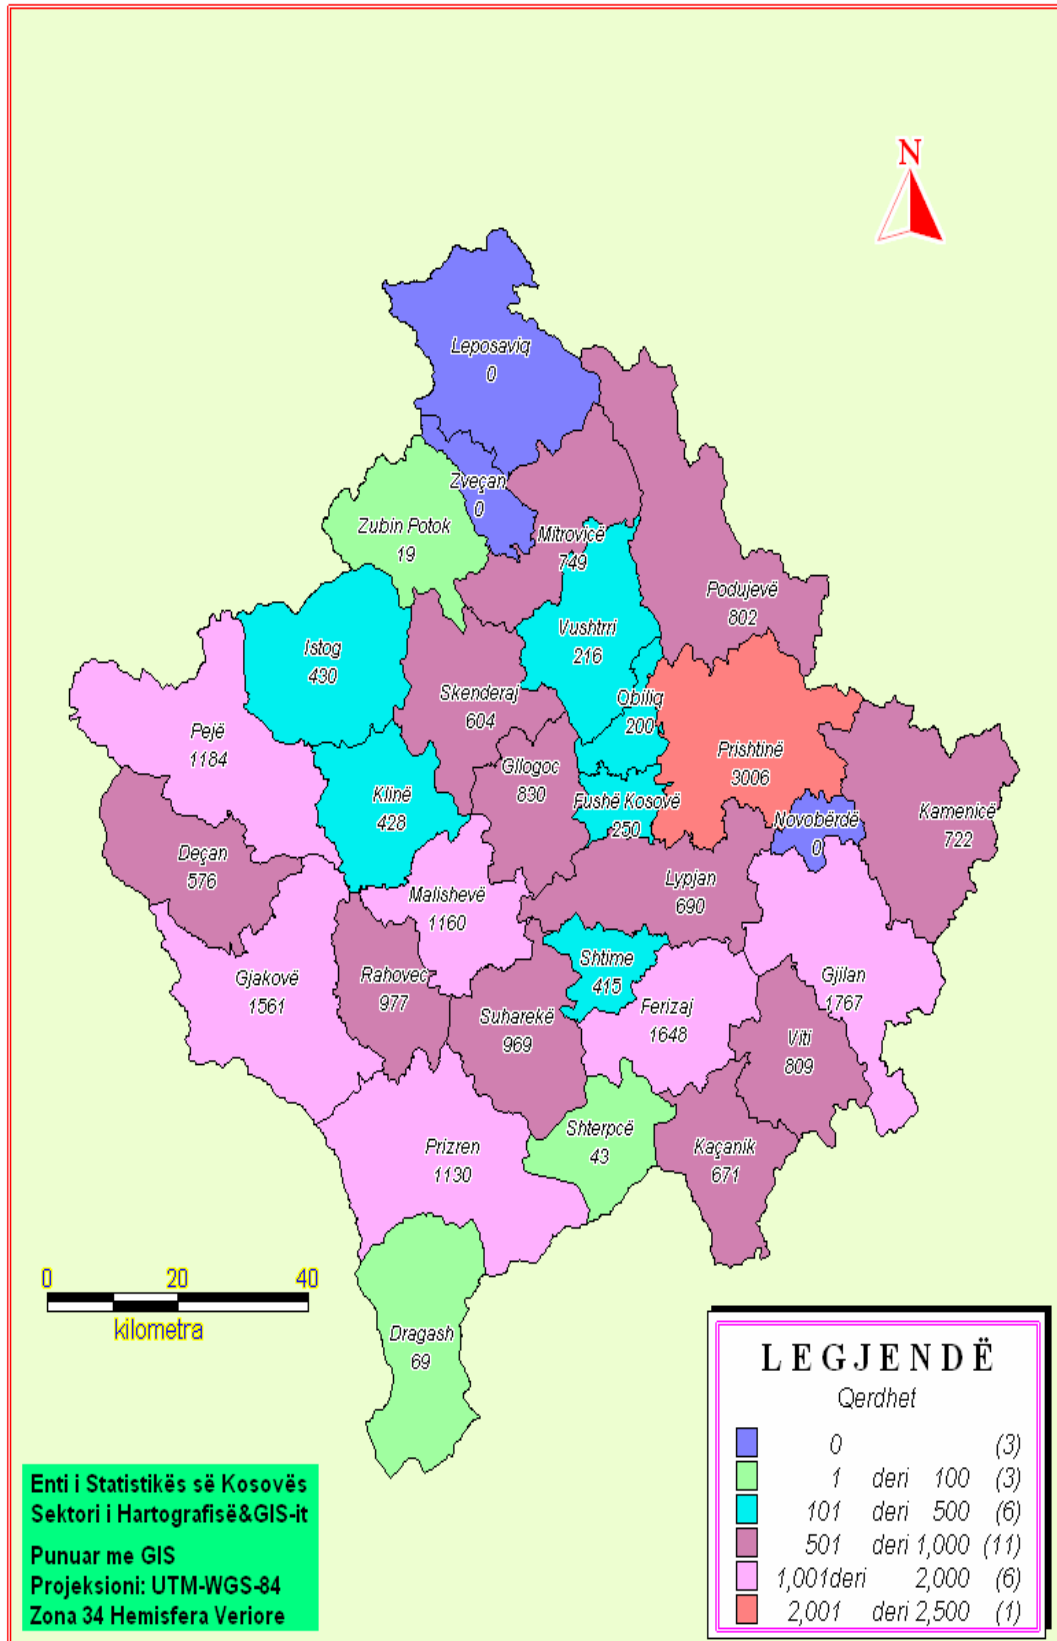 N
Leposaviq
0
Zveçan
0
Zubin Potok
19
Mitrovicë
749
Podujevë
802
Vushtrri
216
Istog
430
Skenderaj
604
Obiliq
200
Pejë
1184
Prishtinë
3006
Gllogoc
830
Klinë
428
Fushë Kosovë
250
Novobërdë
0
Kamenicë
722
Deçan
576
Malishevë
1160
Lypjan
690
Shtime
415
Gjakovë
1561
Rahovec
977
Gjilan
1767
Ferizaj
1648
Suharekë
969
Viti
809
Shterpcë
43
Prizren
1130
Kaçanik
671
0 20 40
kilometra
Dragash
69
LEGJENDË
Qerdhet
0 (3)
1 deri 100 (3)
101 deri 500 (6)
501 deri 1,000 (11)
1,001deri 2,000 (6)
2,001 deri 2,500 (1)
Enti i Statistikës së Kosovës
Sektori i Hartografisë&GIS-it
Punuar me GIS
Projeksioni: UTM-WGS-84
Zona 34 Hemisfera Veriore